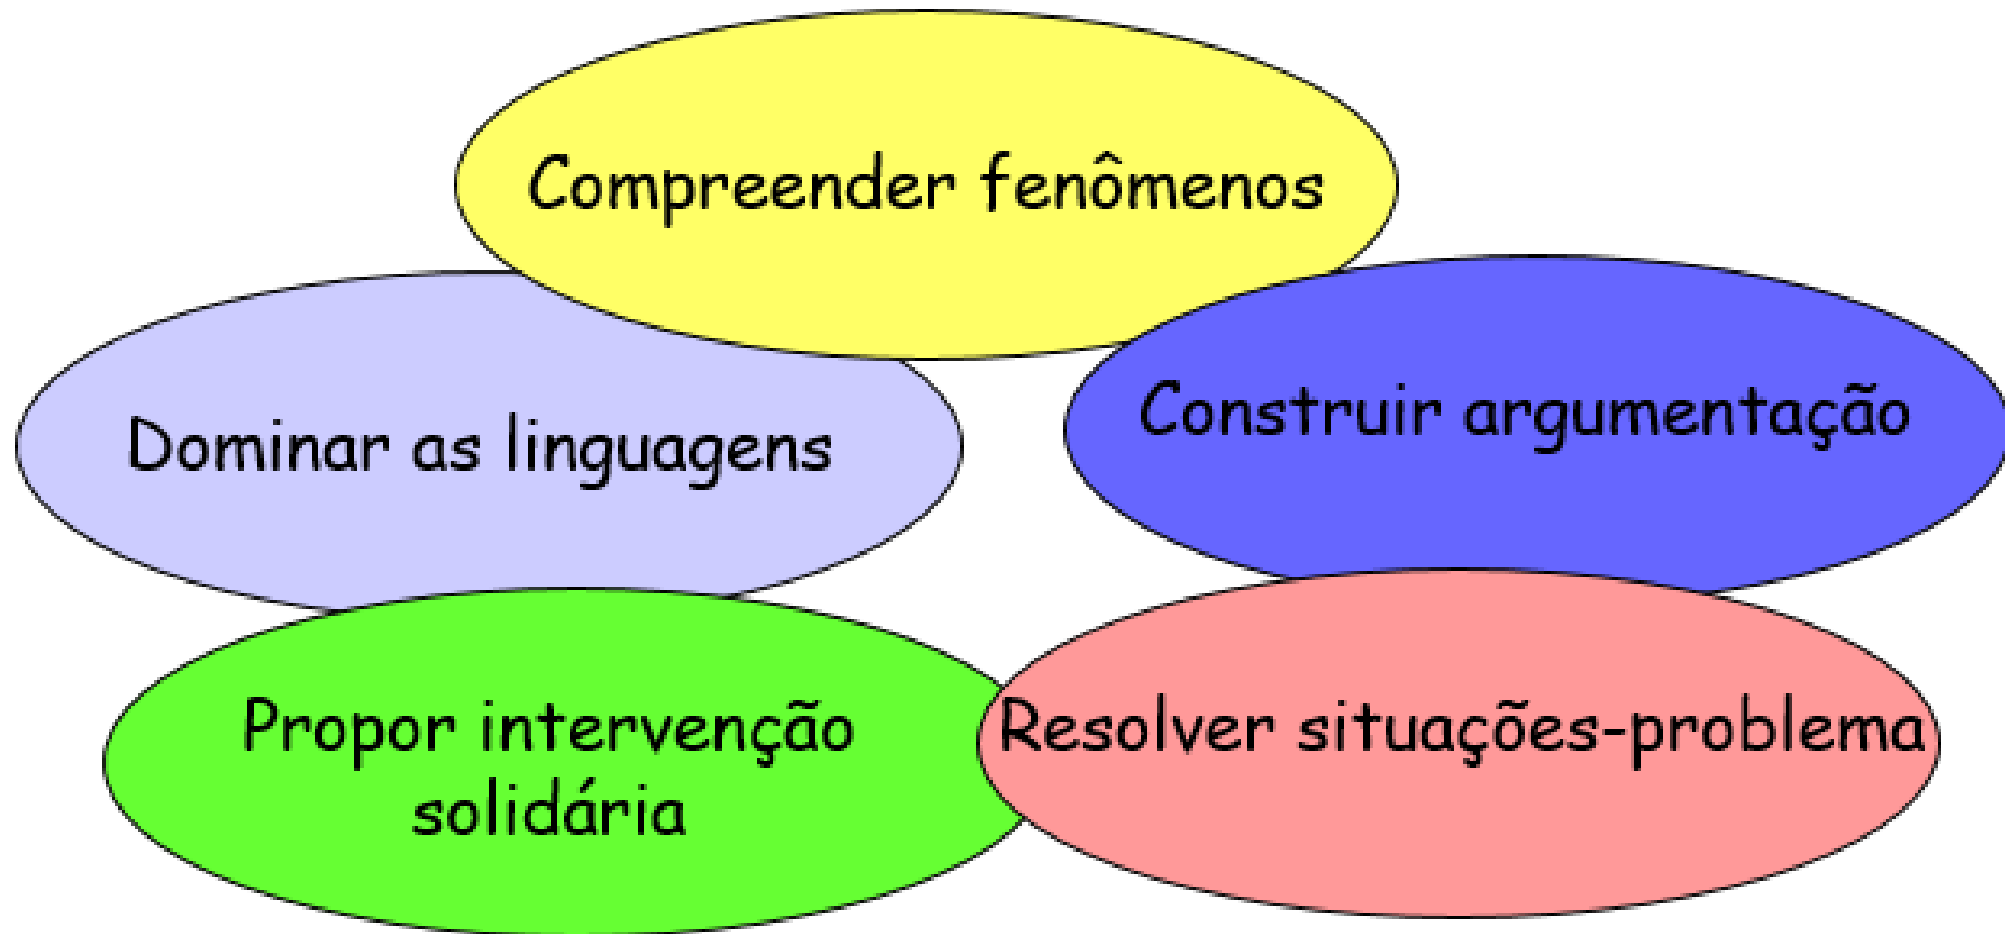 Compreender fenômenos
Dominar as linguagens
Construir argumentação
Propor intervenção
solidária
Resolver situações-problema